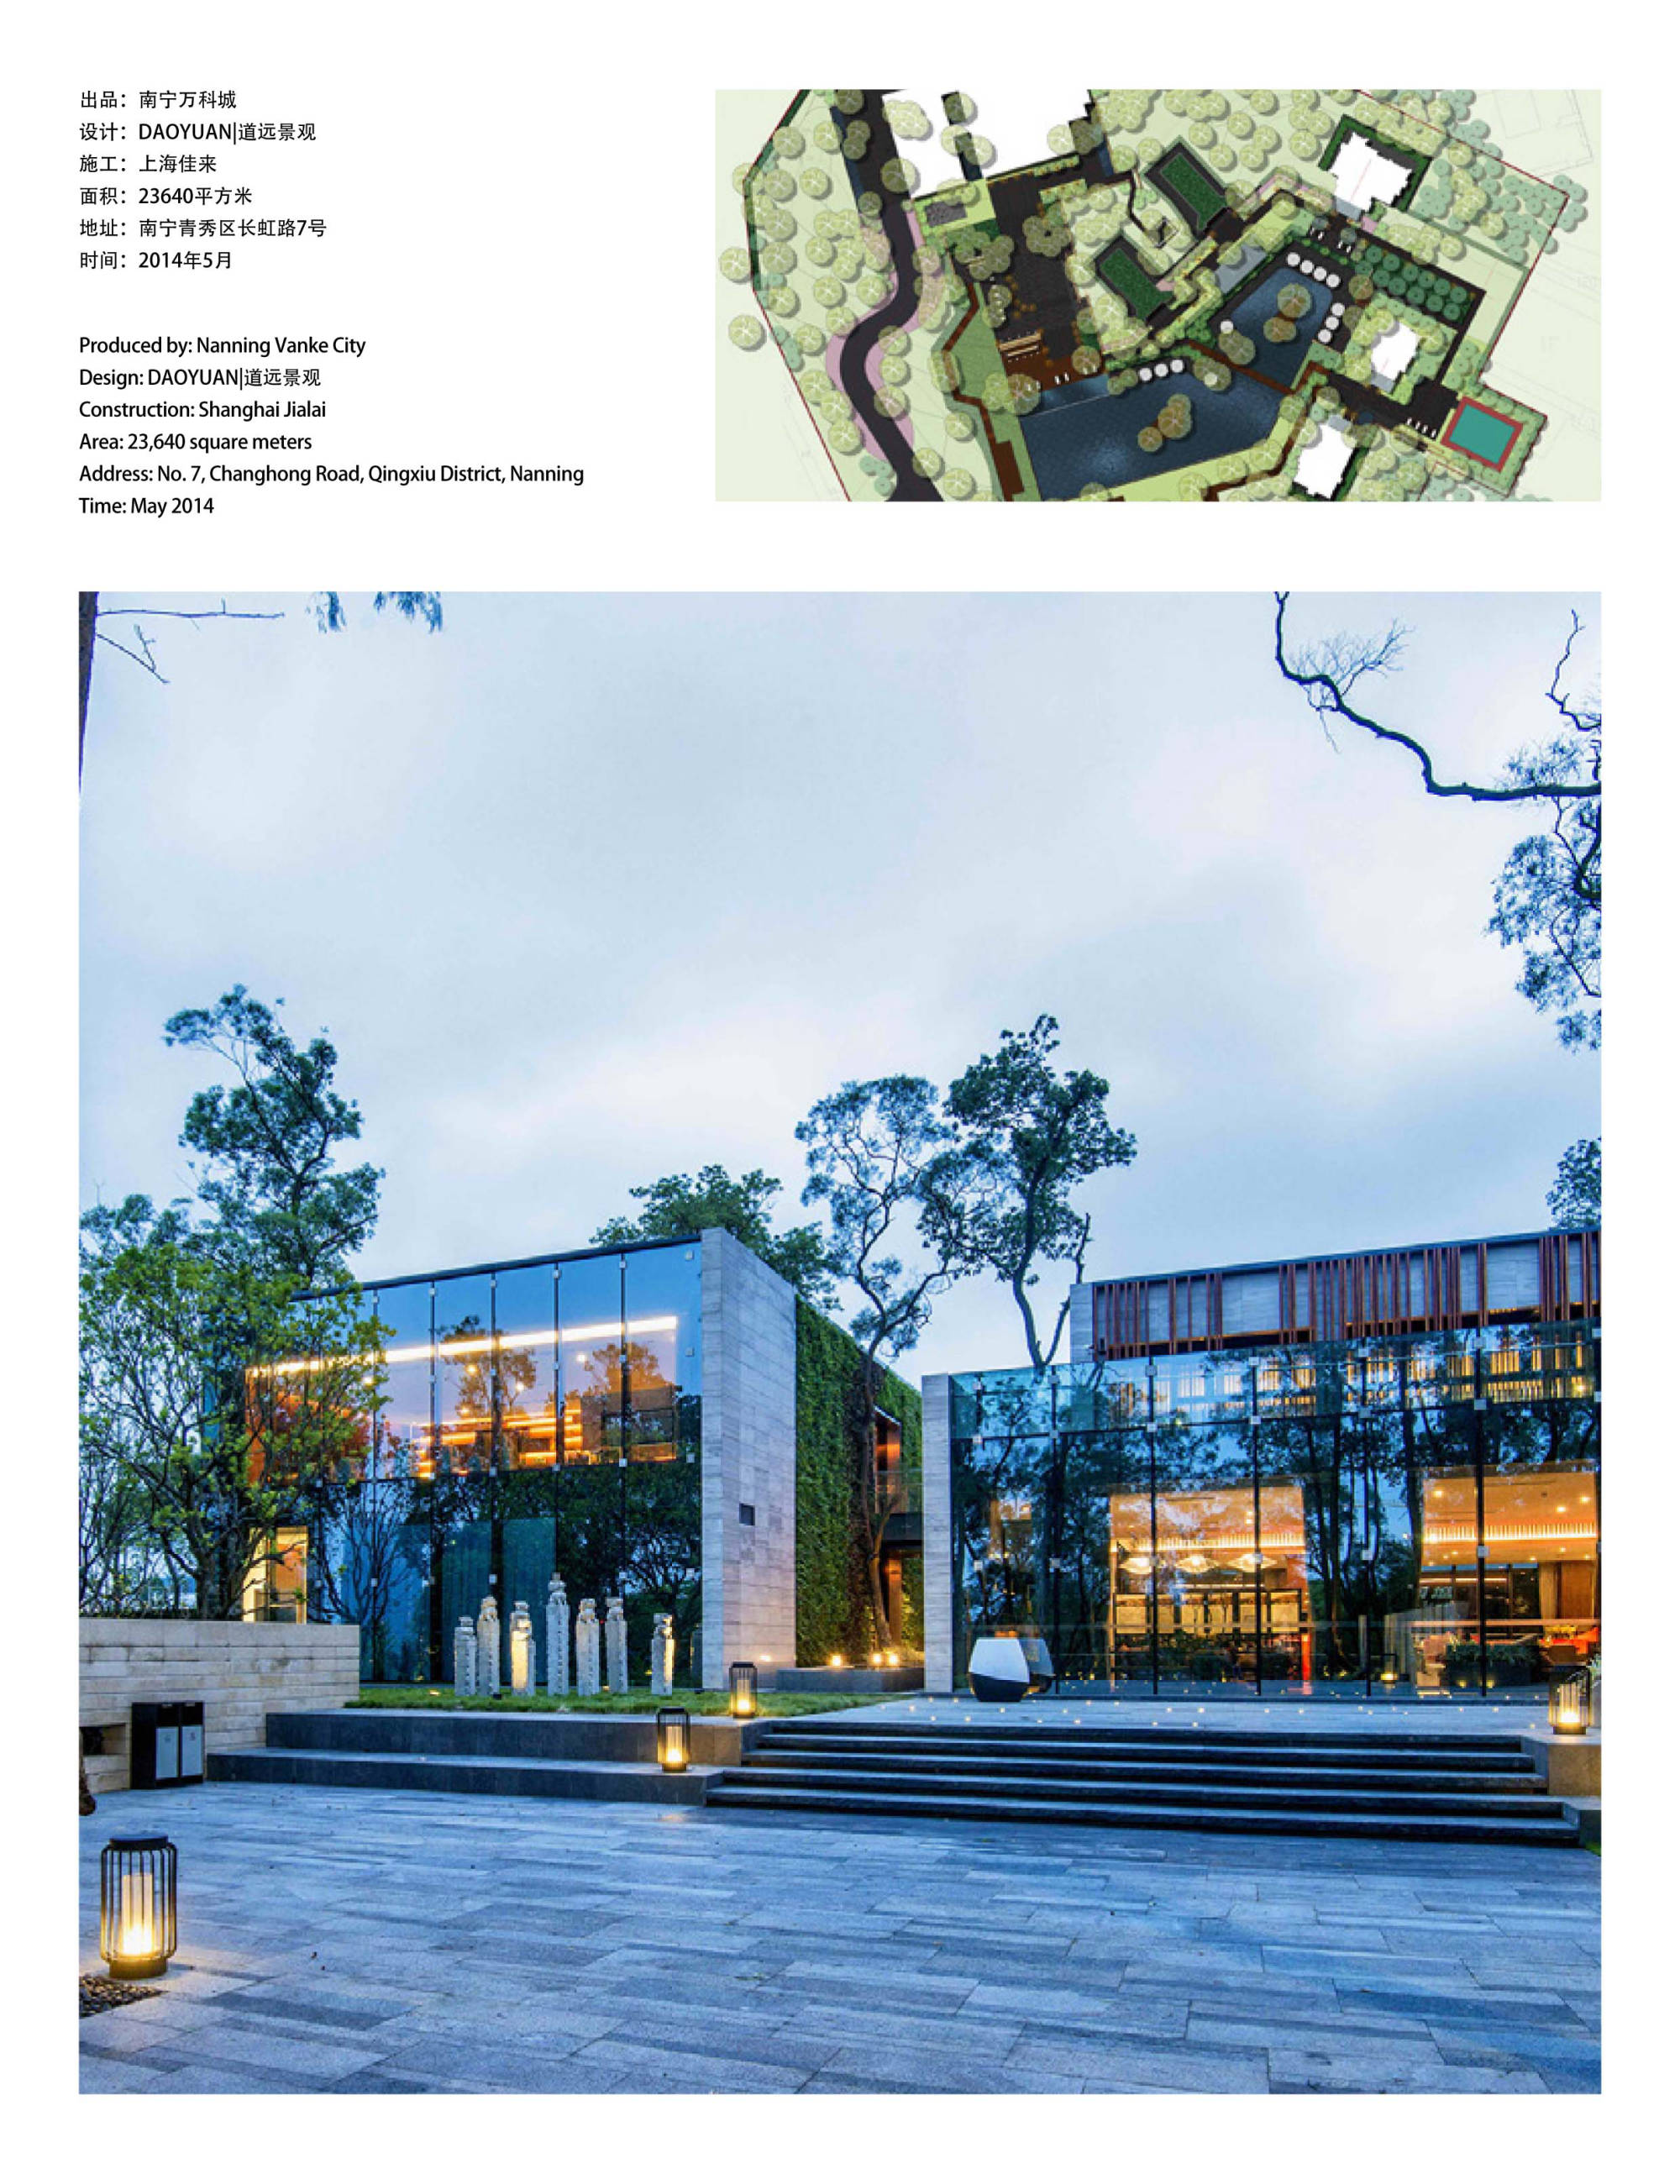 出品：南宁万科城
设计：DAOYUAN|道远景观
施工：上海佳来
面积：23640平方米
地址：南宁青秀区长虹路7号
时间：2014年5月
Produced by: Nanning Vanke City
Design: DAOYUAN|道远景观
Construction: Shanghai Jialai
Area: 23,640 square meters
Address: No. 7, Changhong Road, Qingxiu District, Nanning
Time: May 2014